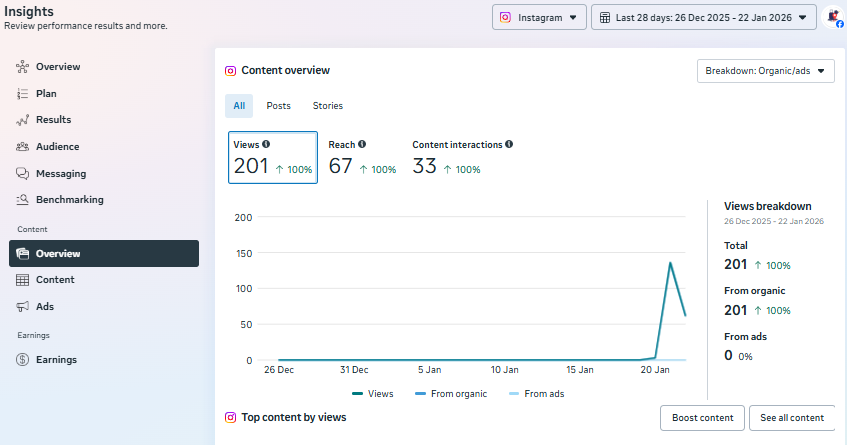 Insights
Review performance results and more.
Instagram
Last 28 days: 26 Dec 2025 - 22 Jan 2026
Overview
Plan
Results
Audience
Messaging
Benchmarking
Content
Overview
Content
Ads
Earnings
Earnings
Content overview
Breakdown: Organic/ads
All Posts Stories
Views Reach Content interactions
201 ↑ 100% 67 ↑ 100% 33 ↑ 100%
200
150
100
50
0
26 Dec 31 Dec 5 Jan 10 Jan 15 Jan 20 Jan
Views From organic From ads
Views breakdown
26 Dec 2025 - 22 Jan 2026
Total
201 ↑ 100%
From organic
201 ↑ 100%
From ads
0 0%
Top content by views
Boost content See all content